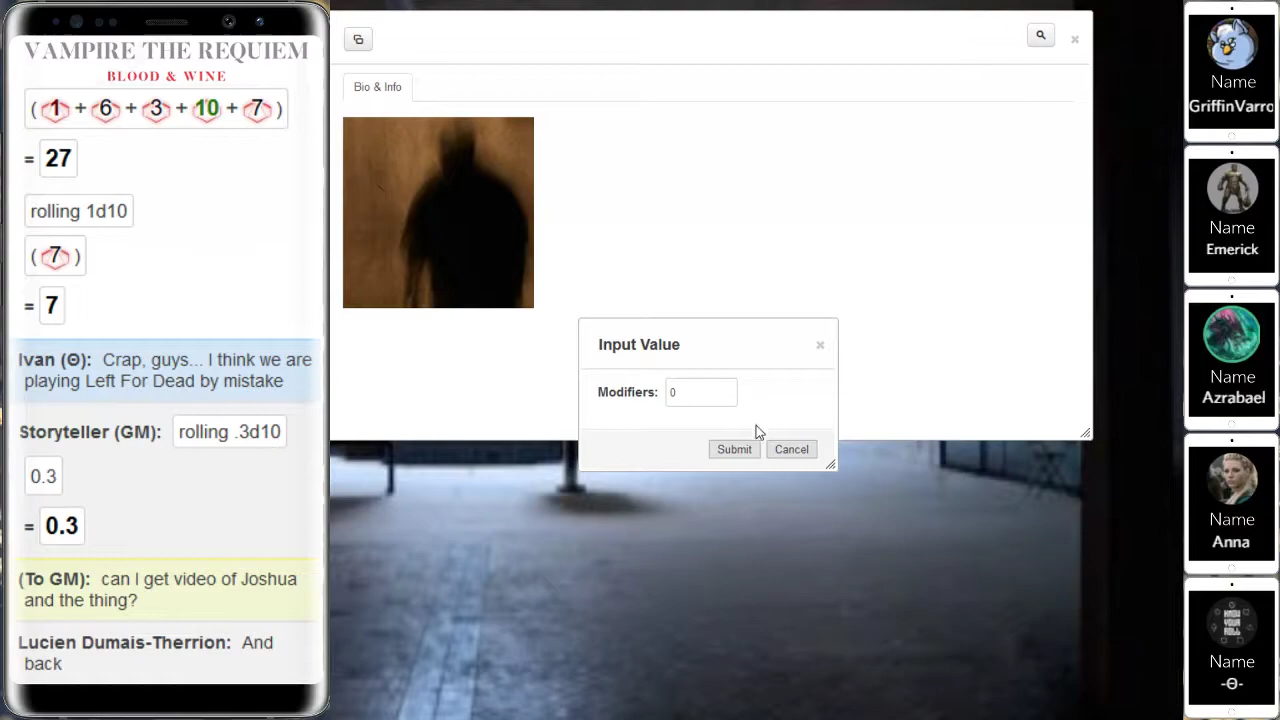 VAMPIRE THE REQUIEM
BLOOD & WINE
(1 + 6 + 3 + 10 + 7)
= 27
rolling 1d10
(7)
= 7
Ivan (Θ): Crap, guys... I think we are
playing Left For Dead by mistake
Storyteller (GM): rolling .3d10
0.3
= 0.3
(To GM): can I get video of Joshua
and the thing?
Lucien Dumais-Therrion: And
back
Bio & Info
Input Value
Modifiers: 0
Submit Cancel
Name
GriffinVarro
Name
Emerick
Name
Azrabael
Name
Anna
KNOW
YOUR
ROLL
Name
-Θ-